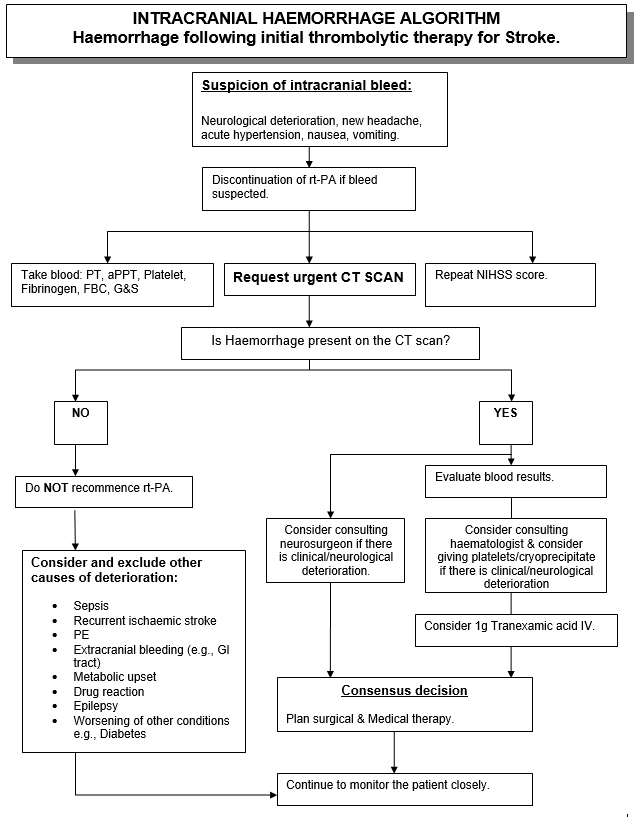 INTRACRANIAL HAEMORRHAGE ALGORITHM
Haemorrhage following initial thrombolytic therapy for Stroke.
Suspicion of intracranial bleed:
Neurological deterioration, new headache,
acute hypertension, nausea, vomiting.
Discontinuation of rt-PA if bleed
suspected.
Take blood: PT, aPPT, Platelet,
Fibrinogen, FBC, G&S
Request urgent CT SCAN
Repeat NIHSS score.
Is Haemorrhage present on the CT scan?
NO
YES
Do NOT recommence rt-PA.
Evaluate blood results.
Consider consulting
neurosurgeon if there
is clinical/neurological
deterioration.
Consider consulting
haematologist & consider
giving platelets/cryoprecipitate
if there is clinical/neurological
deterioration
Consider and exclude other
causes of deterioration:
• Sepsis
• Recurrent ischaemic stroke
• PE
• Extracranial bleeding (e.g., GI
tract)
• Metabolic upset
• Drug reaction
• Epilepsy
• Worsening of other conditions
e.g., Diabetes
Consider 1g Tranexamic acid IV.
Consensus decision
Plan surgical & Medical therapy.
Continue to monitor the patient closely.